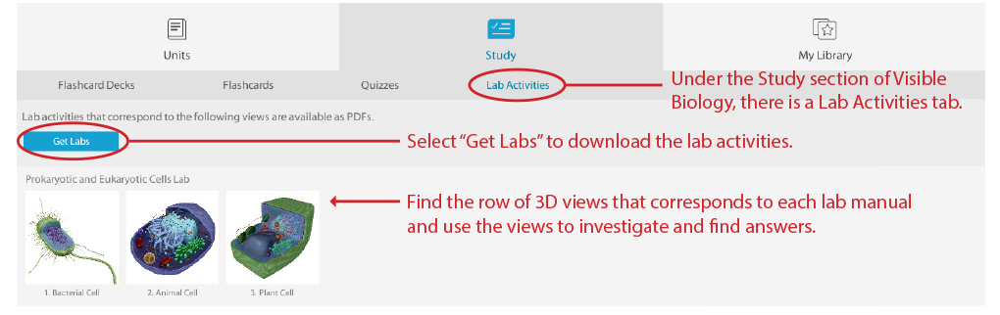 Units
Study
My Library
Flashcard Decks
Flashcards
Quizzes
Lab Activities
Under the Study section of Visible
Biology, there is a Lab Activities tab.
Lab activities that correspond to the following views are available as PDFs.
Get Labs
Select “Get Labs” to download the lab activities.
Prokaryotic and Eukaryotic Cells Lab
Find the row of 3D views that corresponds to each lab manual
and use the views to investigate and find answers.
1. Bacterial Cell
2. Animal Cell
3. Plant Cell